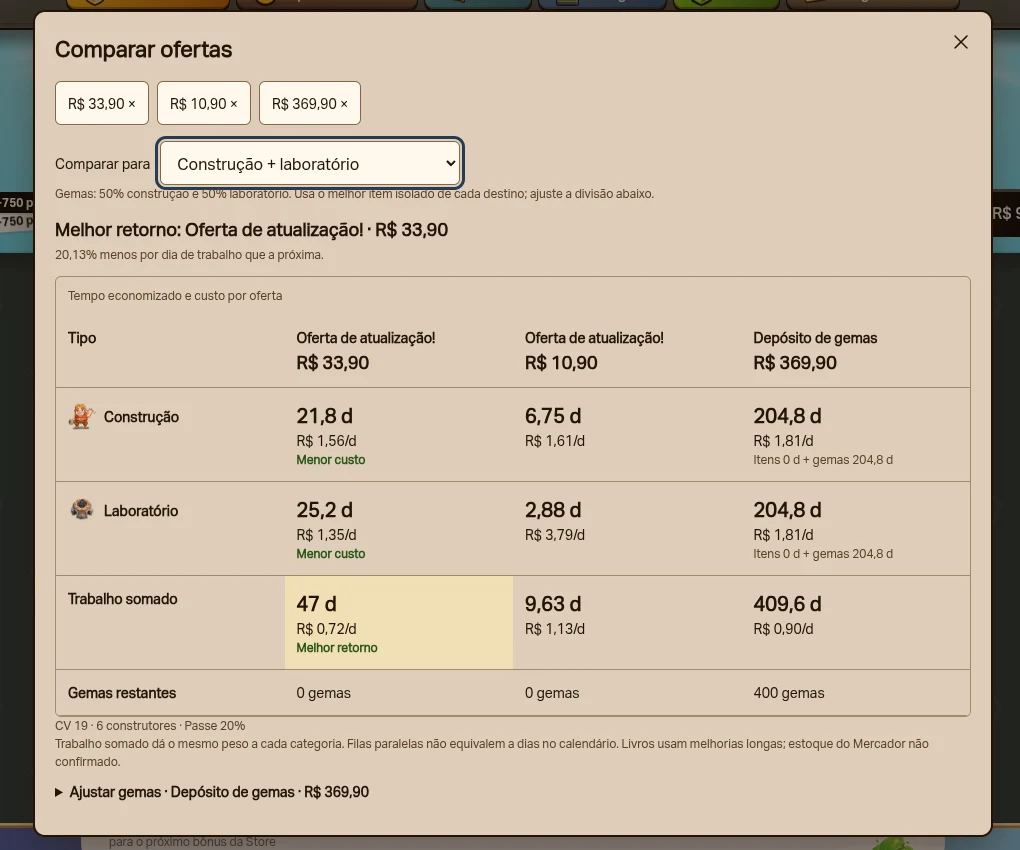 Comparar ofertas
R$ 33,90 ×
R$ 10,90 ×
R$ 369,90 ×
Comparar para
Construção + laboratório
Gemas: 50% construção e 50% laboratório. Usa o melhor item isolado de cada destino; ajuste a divisão abaixo.
-750 p
-750 p
R$ 9
Melhor retorno: Oferta de atualização! · R$ 33,90
20,13% menos por dia de trabalho que a próxima.
Tempo economizado e custo por oferta
Tipo
Oferta de atualização!
R$ 33,90
Oferta de atualização!
R$ 10,90
Depósito de gemas
R$ 369,90
Construção
21,8 d
R$ 1,56/d
Menor custo
6,75 d
R$ 1,61/d
204,8 d
R$ 1,81/d
Itens 0 d + gemas 204,8 d
Laboratório
25,2 d
R$ 1,35/d
Menor custo
2,88 d
R$ 3,79/d
204,8 d
R$ 1,81/d
Itens 0 d + gemas 204,8 d
Trabalho somado
47 d
R$ 0,72/d
Melhor retorno
9,63 d
R$ 1,13/d
409,6 d
R$ 0,90/d
Gemas restantes
0 gemas
0 gemas
400 gemas
CV 19 · 6 construtores · Passe 20%
Trabalho somado dá o mesmo peso a cada categoria. Filas paralelas não equivalem a dias no calendário. Livros usam melhorias longas; estoque do Mercador não
confirmado.
Ajustar gemas · Depósito de gemas · R$ 369,90
para o próximo bônus da Store